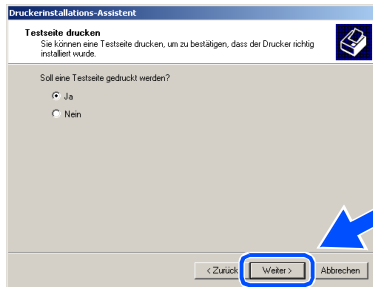 Druckerinstallations-Assistent
Testseite drucken
Sie können eine Testseite drucken, um zu bestätigen, dass der Drucker richtig
installiert wurde.
Soll eine Testseite gedruckt werden?
Ja
Nein
< Zurück
Weiter >
Abbrechen